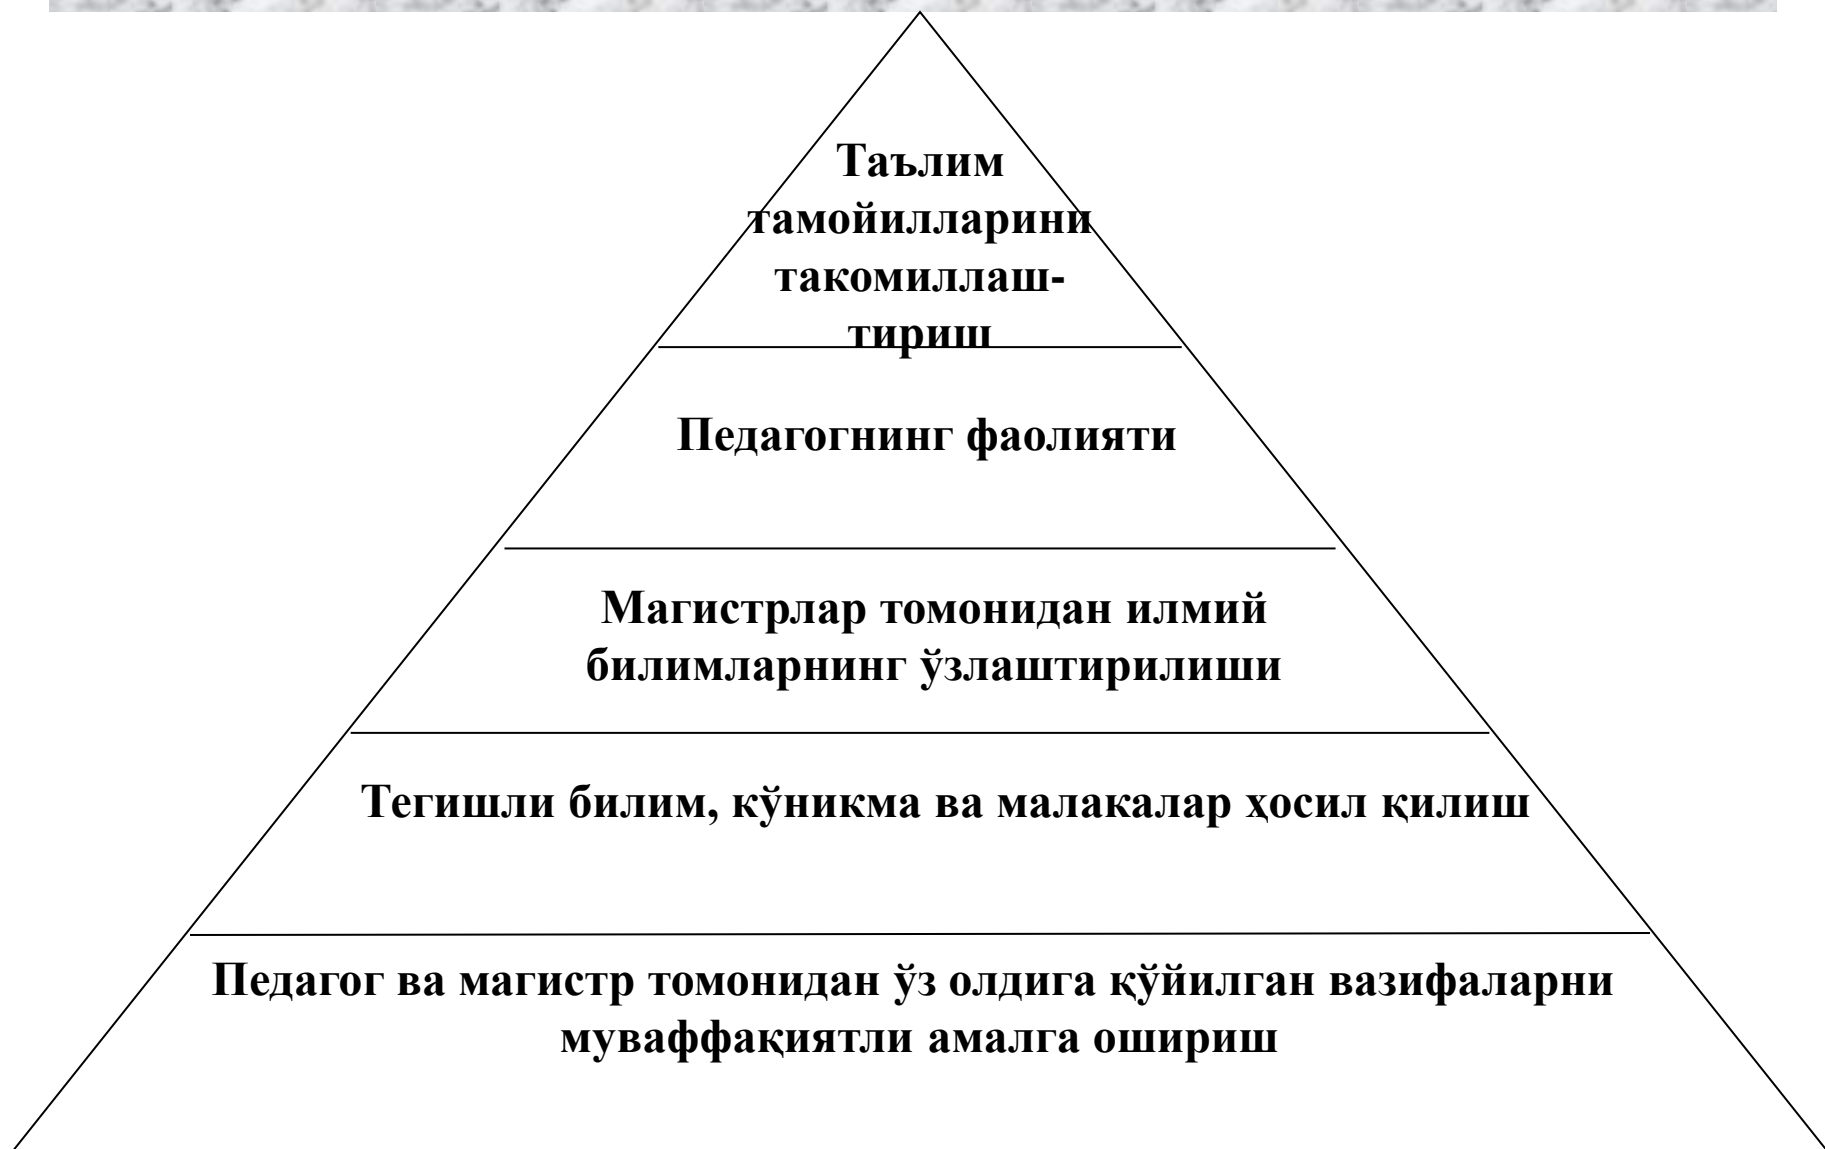 Таълим
тамойилларини
такомиллаш-
тириш
Педагогнинг фаолияти
Магистрлар томонидан илмий
билимларнинг ўзлаштирилиши
Тегишли билим, кўникма ва малакалар ҳосил қилиш
Педагог ва магистр томонидан ўз олдига қўйилган вазифаларни
муваффақиятли амалга ошириш